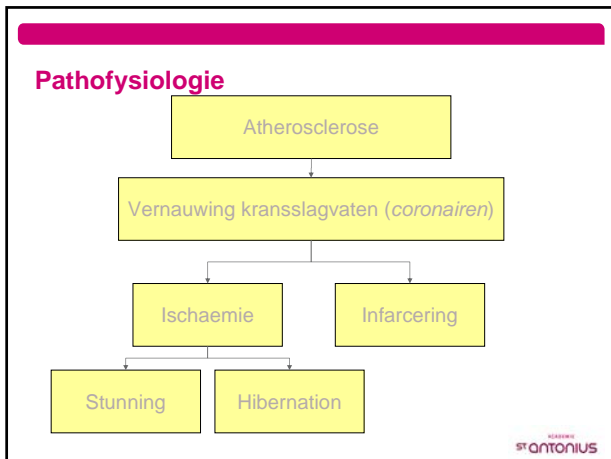 Pathofysiologie
Atherosclerose
Vernauwing kransslagvaten (coronairen)
Ischaemie
Infarcering
Stunning
Hibernation
ACADEMIE
ST ANTONIUS